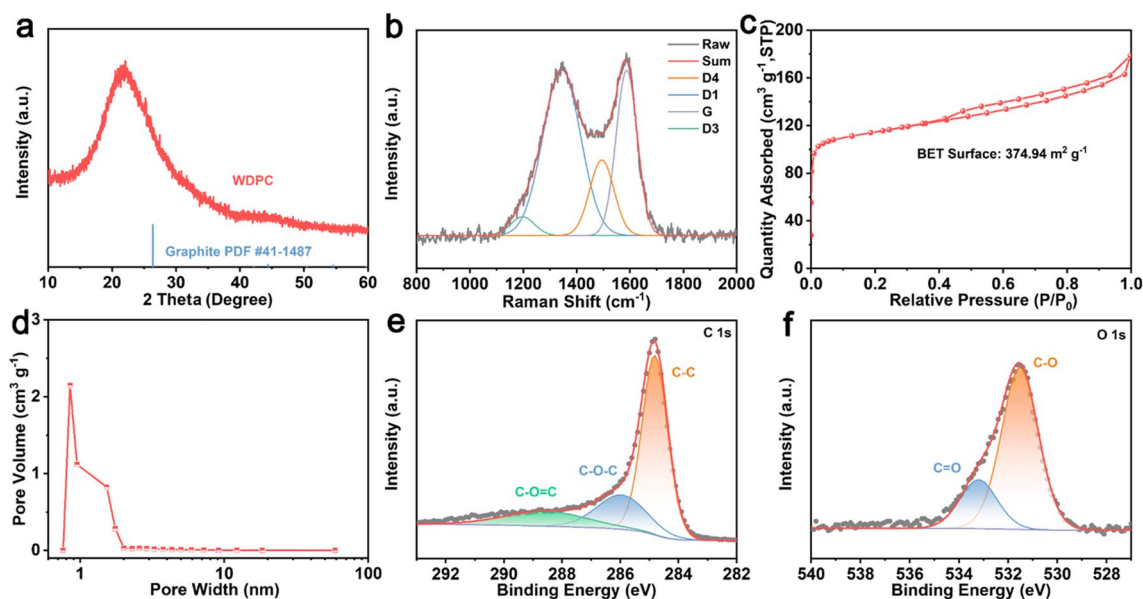 a
Intensity (a.u.)
WDPC
Graphite PDF #41-1487
10 20 30 40 50 60
2 Theta (Degree)
b
Intensity (a.u.)
Raw
Sum
D4
D1
G
D3
800 1000 1200 1400 1600 1800 2000
Raman Shift (cm⁻¹)
c
Quantity Adsorbed (cm³ g⁻¹,STP)
200
160
120
80
40
0
BET Surface: 374.94 m² g⁻¹
0.0 0.2 0.4 0.6 0.8 1.0
Relative Pressure (P/P₀)
d
Pore Volume (cm³ g⁻¹)
3
2
1
0
1 10 100
Pore Width (nm)
e
C 1s
Intensity (a.u.)
C-C
C-O-C
C-O=C
292 290 288 286 284 282
Binding Energy (eV)
f
O 1s
Intensity (a.u.)
C-O
C=O
540 538 536 534 532 530 528
Binding Energy (eV)